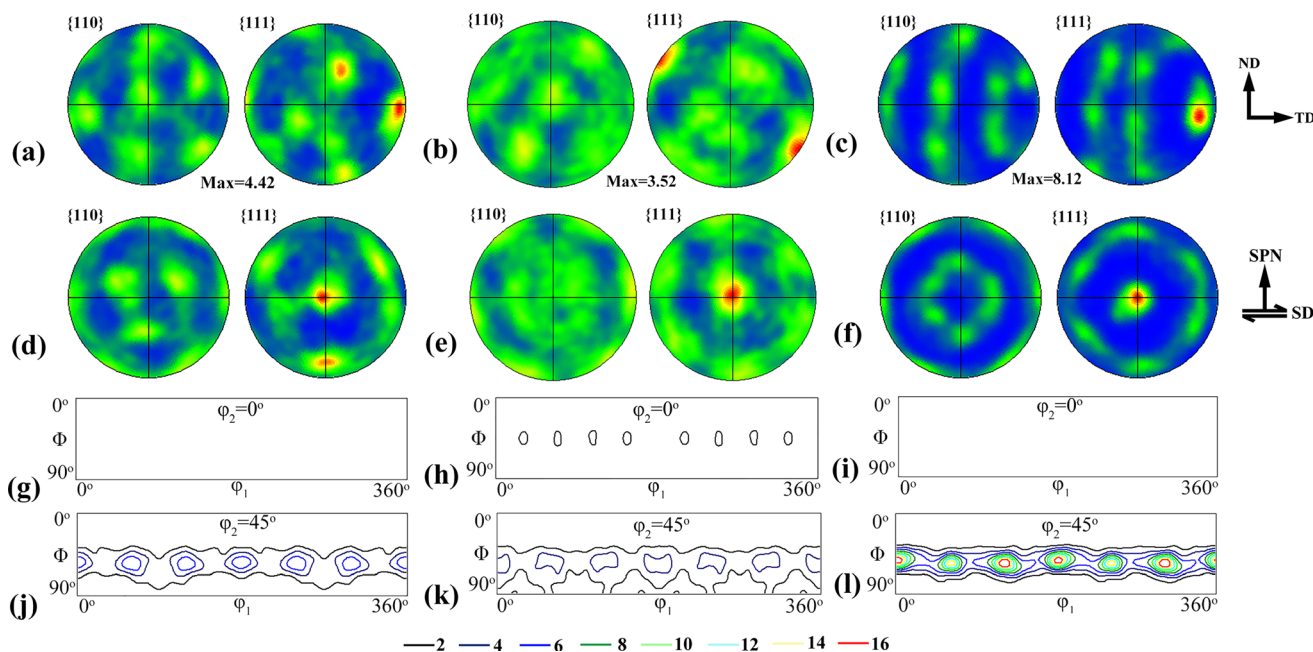 {110} {111} {110} {111} {110} {111}
ND
TD
(a) (b) (c)
Max=4.42 Max=3.52 Max=8.12
{110} {111} {110} {111} {110} {111}
SPN
SD
(d) (e) (f)
0° φ2=0° 0° φ2=0° 0° φ2=0°
Φ Φ Φ
90° 90° 90°
(g) (h) (i)
0° φ1 360° 0° φ1 360° 0° φ1 360°
0° φ2=45° 0° φ2=45° 0° φ2=45°
Φ Φ Φ
90° 90° 90°
(j) (k) (l)
0° φ1 360° 0° φ1 360° 0° φ1 360°
2 4 6 8 10 12 14 16